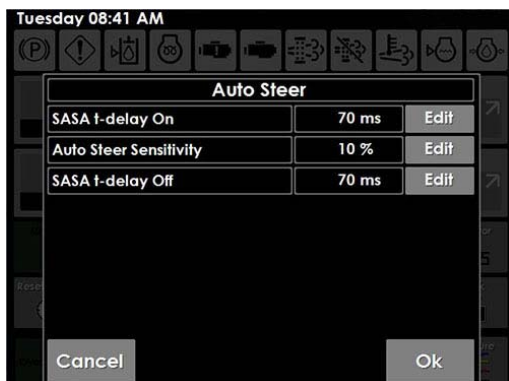 Tuesday 08:41 AM
(P)
Auto Steer
SASA t-delay On 70 ms Edit
Auto Steer Sensitivity 10 % Edit
SASA t-delay Off 70 ms Edit
Cancel Ok